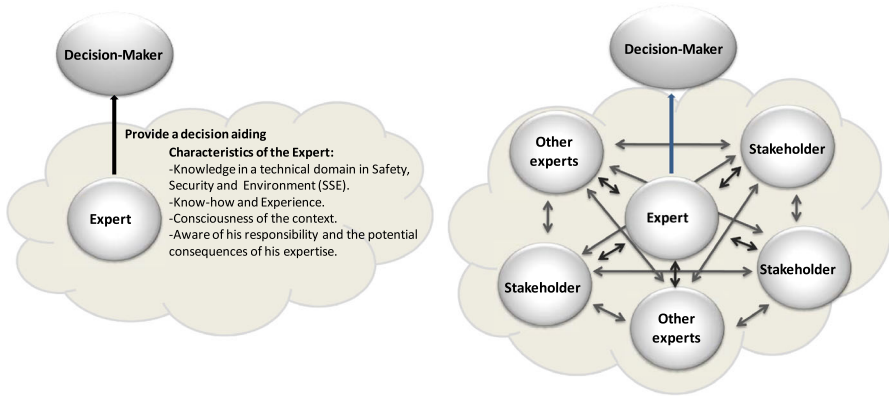 Decision-Maker
Provide a decision aiding
Characteristics of the Expert:
-Knowledge in a technical domain in Safety,
Security and Environment (SSE).
-Know-how and Experience.
-Consciousness of the context.
-Aware of his responsibility and the potential
consequences of his expertise.
Expert
Decision-Maker
Other
experts
Stakeholder
Expert
Stakeholder
Stakeholder
Other
experts